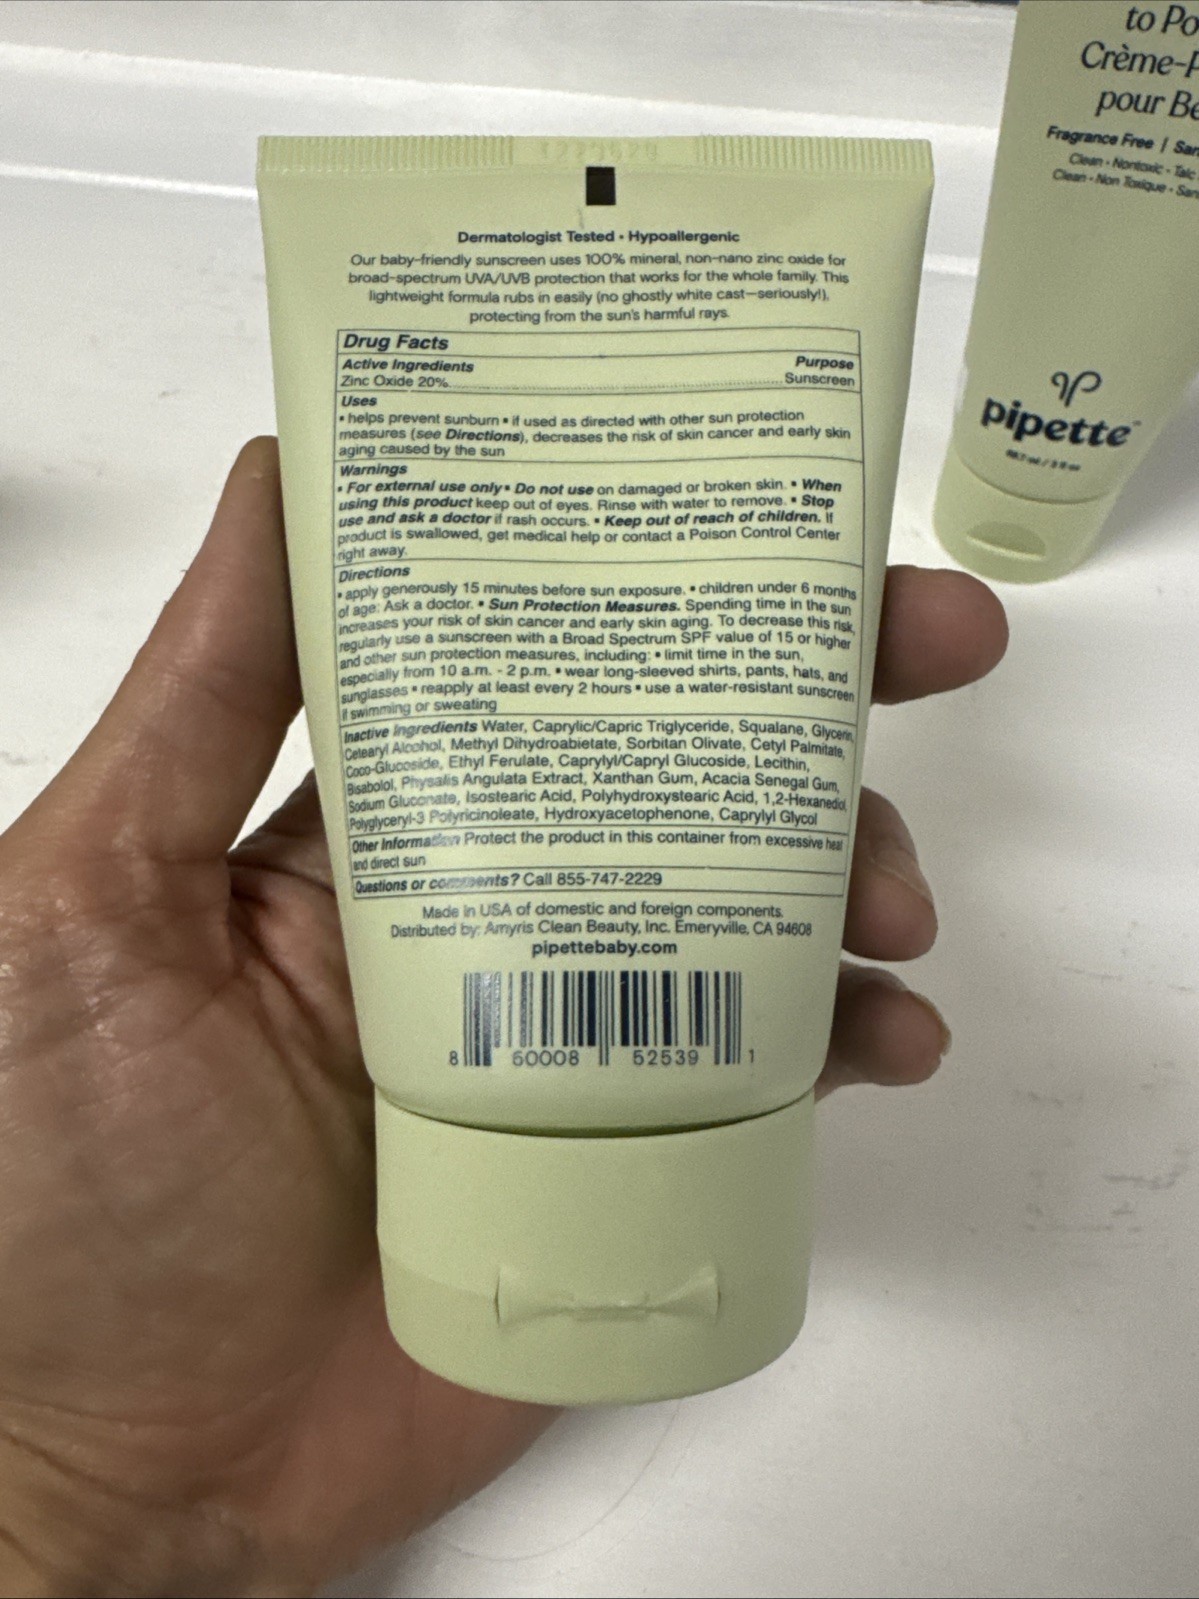 Dermatologist Tested • Hypoallergenic
Our baby-friendly sunscreen uses 100% mineral, non-nano zinc oxide for
broad-spectrum UVA/UVB protection that works for the whole family. This
lightweight formula rubs in easily (no ghostly white cast—seriously!),
protecting from the sun's harmful rays.
Drug Facts
Active Ingredients Purpose
Zinc Oxide 20%........Sunscreen
Uses
▪ helps prevent sunburn ▪ if used as directed with other sun protection
measures (see Directions), decreases the risk of skin cancer and early skin
aging caused by the sun
Warnings
▪ For external use only ▪ Do not use on damaged or broken skin. ▪ When
using this product keep out of eyes. Rinse with water to remove. ▪ Stop
use and ask a doctor if rash occurs. ▪ Keep out of reach of children. If
product is swallowed, get medical help or contact a Poison Control Center
right away.
Directions
▪ apply generously 15 minutes before sun exposure. ▪ children under 6 months
of age: Ask a doctor. ▪ Sun Protection Measures. Spending time in the sun
increases your risk of skin cancer and early skin aging. To decrease this risk,
regularly use a sunscreen with a Broad Spectrum SPF value of 15 or higher
and other sun protection measures, including: ▪ limit time in the sun,
especially from 10 a.m. - 2 p.m. ▪ wear long-sleeved shirts, pants, hats, and
sunglasses ▪ reapply at least every 2 hours ▪ use a water-resistant sunscreen
if swimming or sweating
Inactive Ingredients Water, Caprylic/Capric Triglyceride, Squalane, Glycerin,
Cetearyl Alcohol, Methyl Dihydroabietate, Sorbitan Olivate, Cetyl Palmitate,
Coco-Glucoside, Ethyl Ferulate, Caprylyl/Capryl Glucoside, Lecithin,
Bisabolol, Physalis Angulata Extract, Xanthan Gum, Acacia Senegal Gum,
Sodium Gluconate, Isostearic Acid, Polyhydroxystearic Acid, 1,2-Hexanediol,
Polyglyceryl-3 Polyricinoleate, Hydroxyacetophenone, Caprylyl Glycol
Other Information Protect the product in this container from excessive heat
and direct sun
Questions or comments? Call 855-747-2229
Made in USA of domestic and foreign components.
Distributed by: Amyris Clean Beauty, Inc. Emeryville, CA 94608
pipettebaby.com
8 50008 52539 1
to Po
Crème-P
pour Bé
Fragrance Free | San
Clean • Nontoxic • Talc
Clean • Non Toxique • San
pipette™